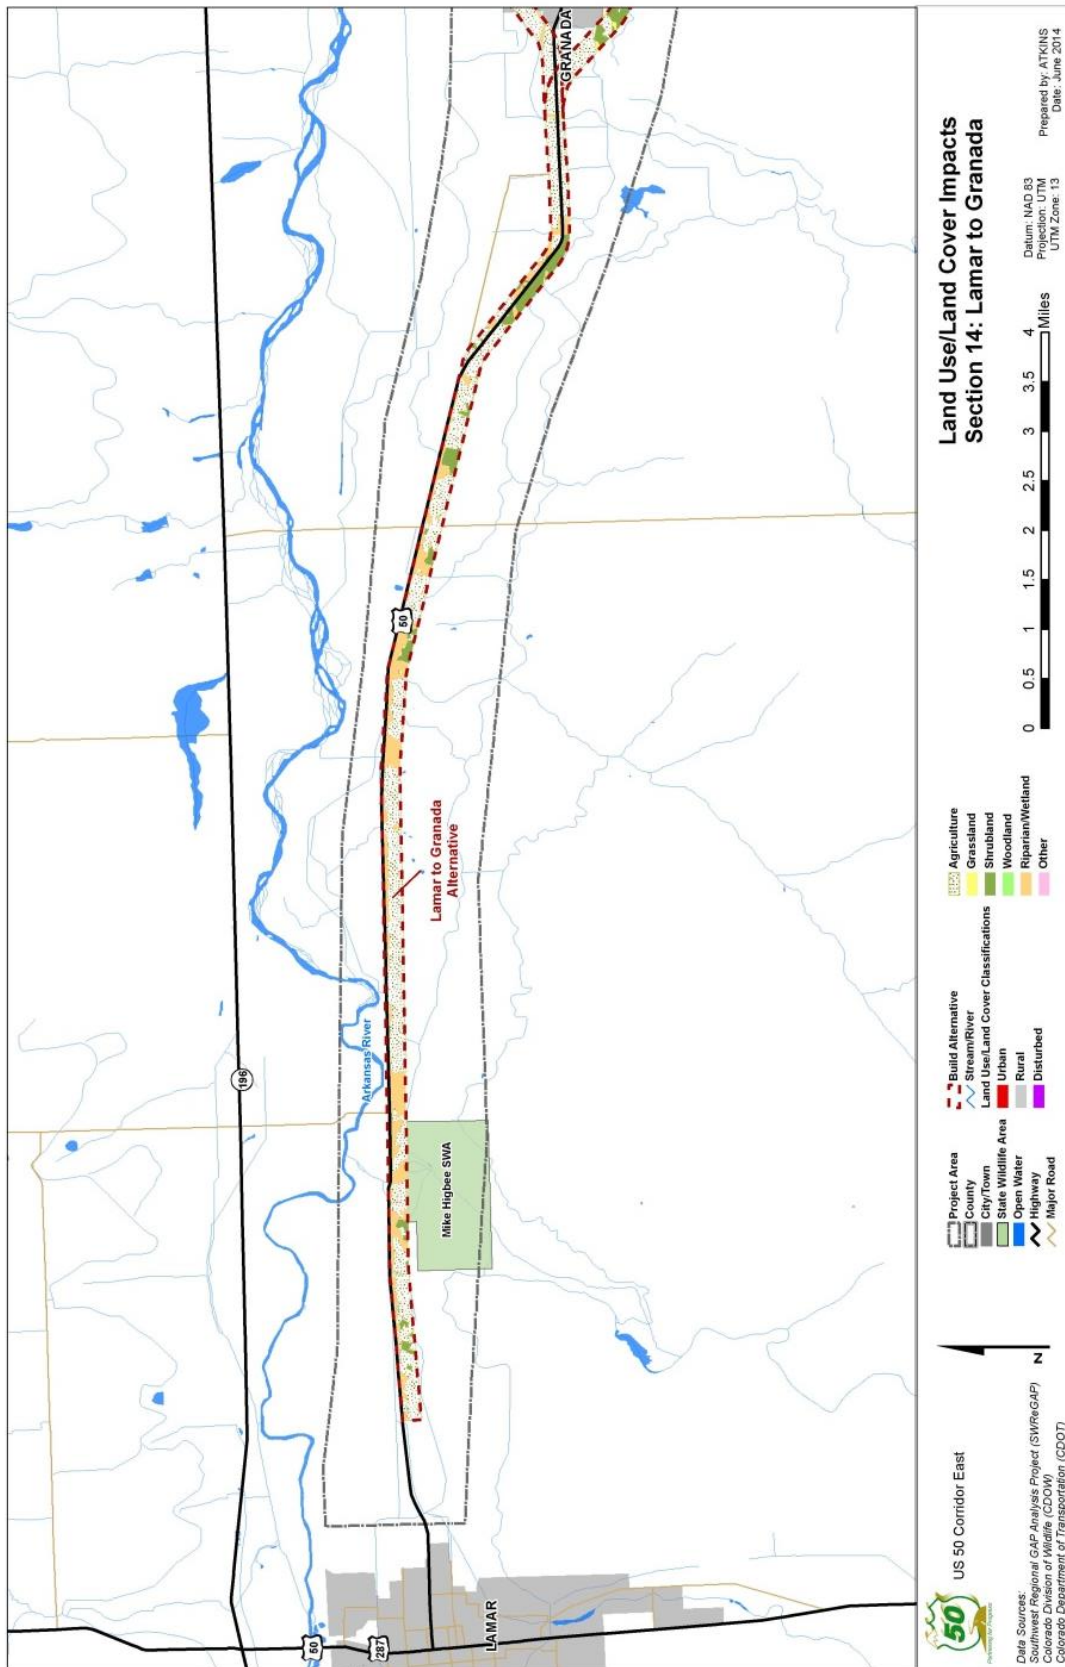 GRANADA
196
50
Lamar to Granada
Alternative
Arkansas River
Mike Higbee SWA
50
287
LAMAR
Land Use/Land Cover Impacts
Section 14: Lamar to Granada
Datum: NAD 83
Projection: UTM
UTM Zone: 13
Prepared by: ATKINS
Date: June 2014
0 0.5 1 1.5 2 2.5 3 3.5 4
Miles
Project Area
County
City/Town
State Wildlife Area
Open Water
Highway
Major Road
Build Alternative
Stream/River
Land Use/Land Cover Classifications
Urban
Rural
Disturbed
Agriculture
Grassland
Shrubland
Woodland
Riparian/Wetland
Other
N
50
US 50 Corridor East
Data Sources:
Southwest Regional GAP Analysis Project (SWReGAP)
Colorado Division of Wildlife (CDOW)
Colorado Department of Transportation (CDOT)